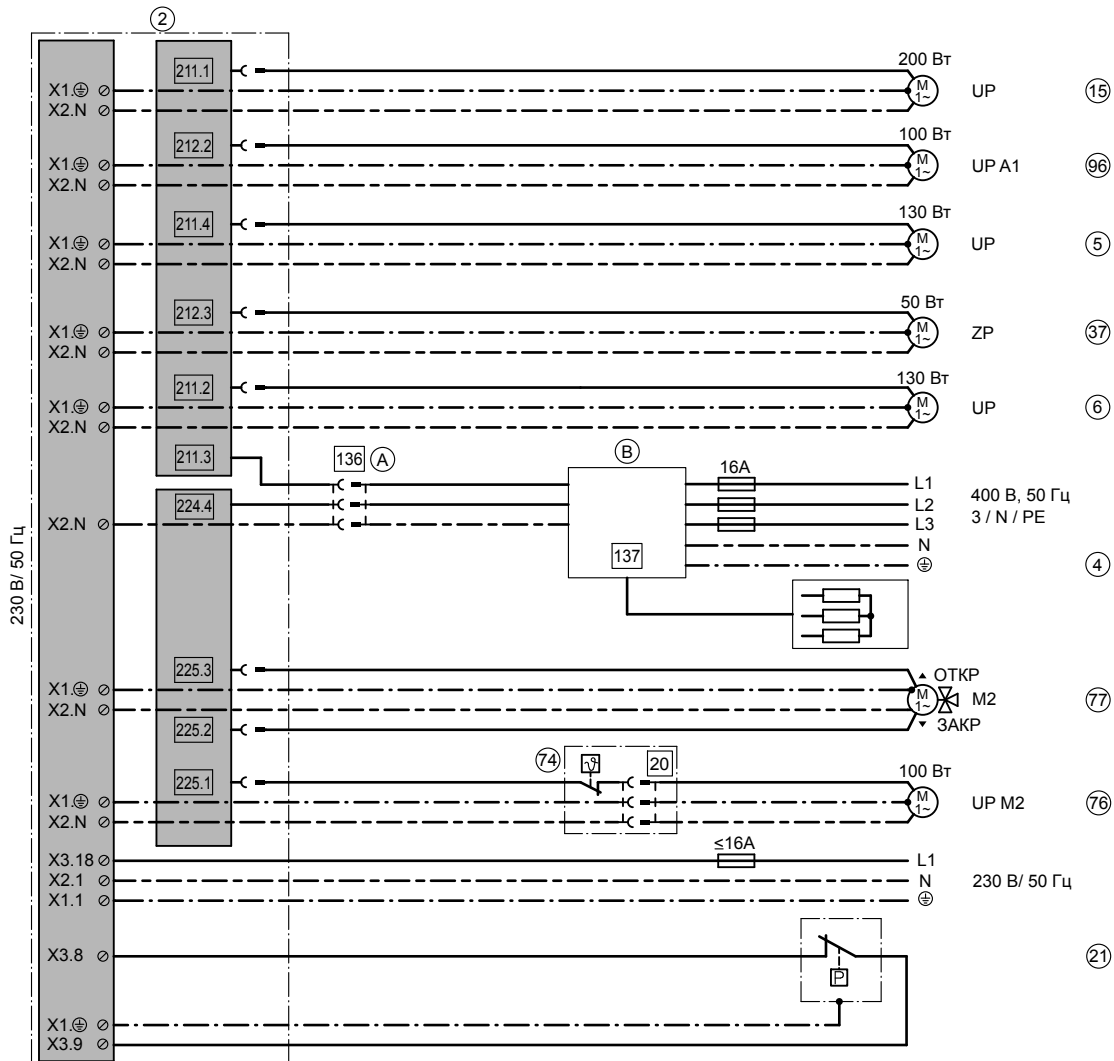 2
200 Вт
211.1
M
1~
UP
15
X1.
X2.N
100 Вт
212.2
M
1~
UP A1
96
X1.
X2.N
130 Вт
211.4
M
1~
UP
5
X1.
X2.N
50 Вт
212.3
M
1~
ZP
37
X1.
X2.N
130 Вт
211.2
M
1~
UP
6
X1.
X2.N
211.3
136 A
B
16A
L1
224.4
L2
400 В, 50 Гц
X2.N
L3
3 / N / PE
N
137
4
230 В/ 50 Гц
225.3
ОТКР
X1.
M
1~
M2
77
X2.N
225.2
ЗАКР
74
ϑ
20
100 Вт
225.1
M
1~
UP M2
76
X1.
X2.N
≤16A
X3.18
L1
X2.1
N
230 В/ 50 Гц
X1.1
X3.8
P
21
X1.
X3.9